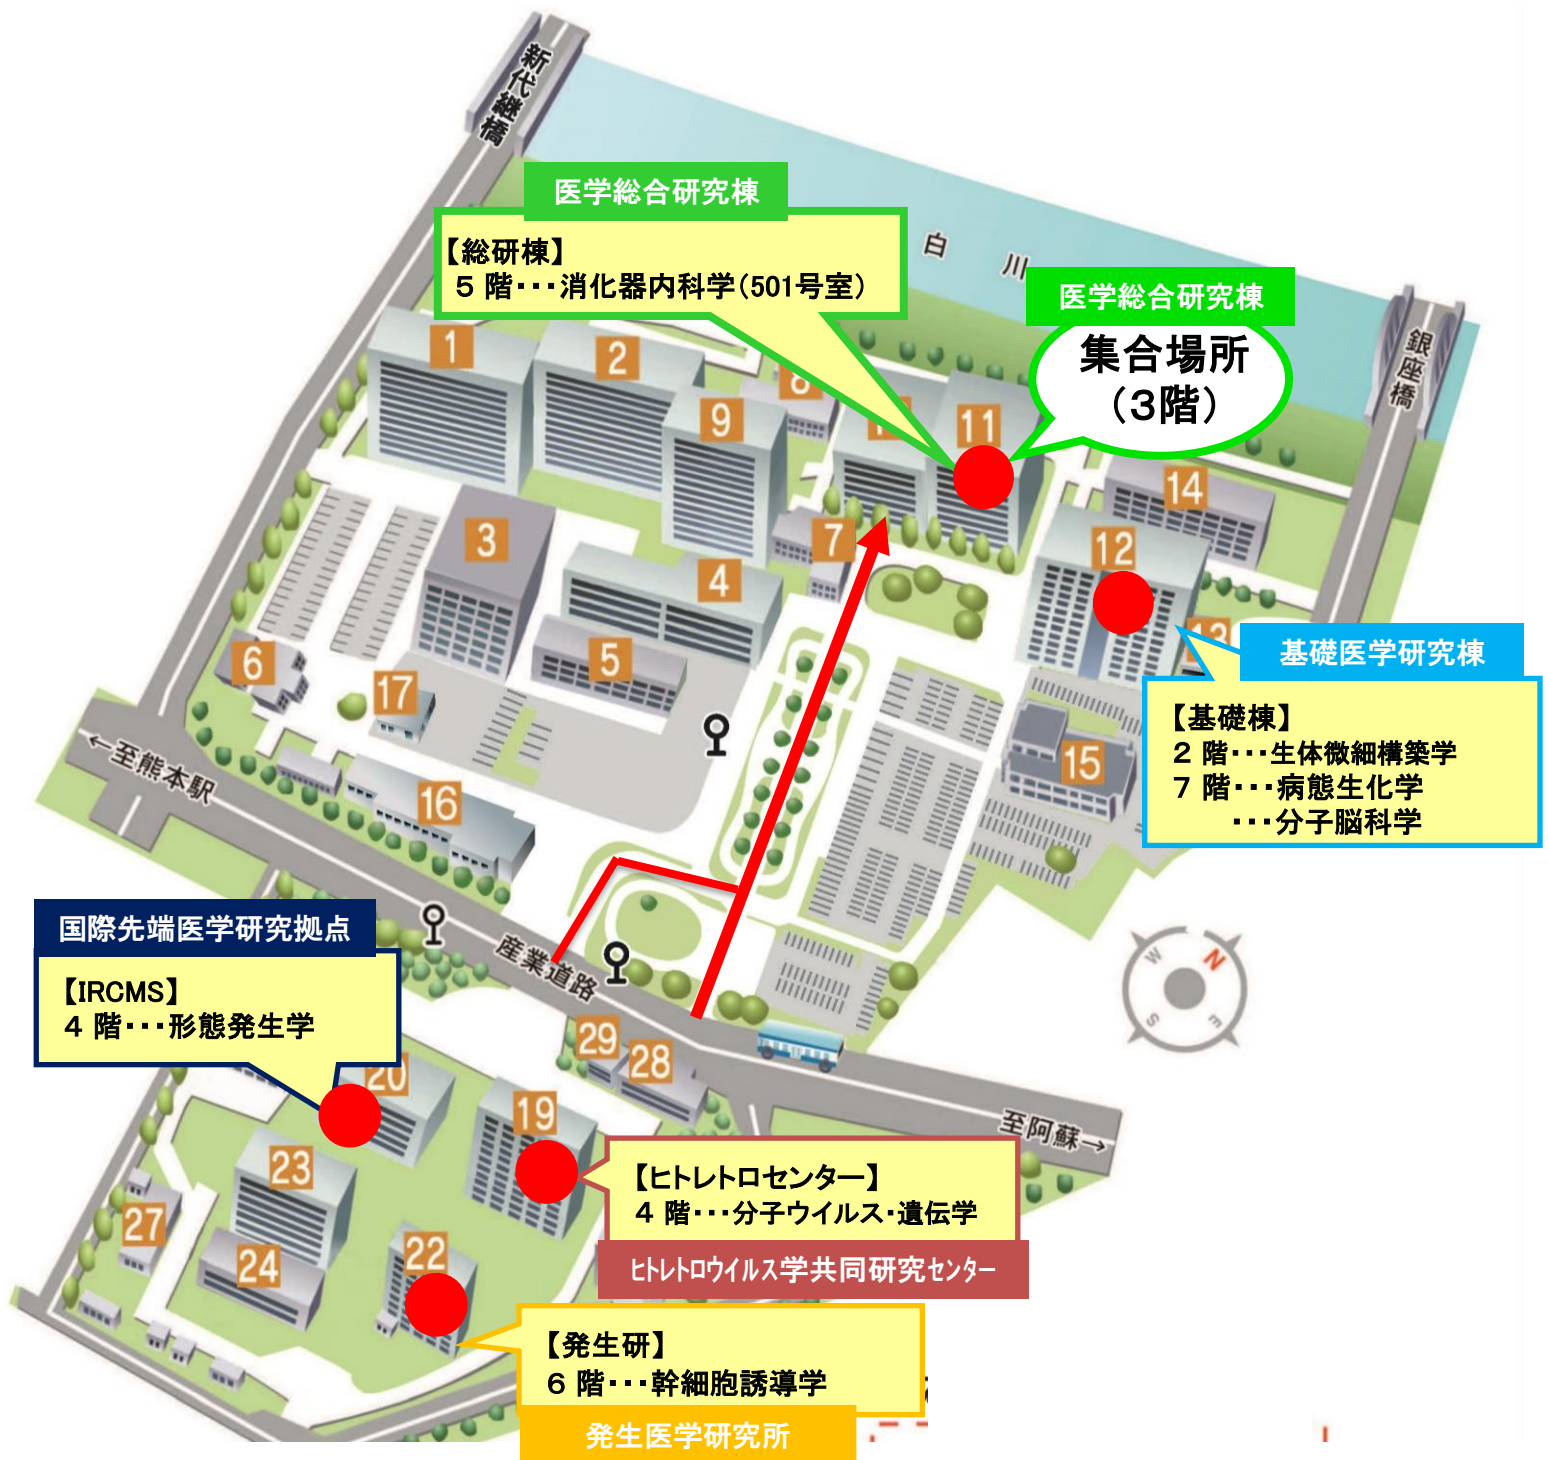 新代継橋
医学総合研究棟
【総研棟】
5 階･･･消化器内科学(501号室)
白 川
医学総合研究棟
集合場所
(3階)
銀座橋
1
2
8
9
11
14
3
7
12
4
13
6
5
17
基礎医学研究棟
【基礎棟】
2 階･･･生体微細構築学
7 階･･･病態生化学
･･･分子脳科学
←至熊本駅
15
16
国際先端医学研究拠点
【IRCMS】
4 階･･･形態発生学
産業道路
W
N
S
E
29
28
20
19
至阿蘇→
【ヒトレトロセンター】
4 階･･･分子ウイルス･遺伝学
ヒトレトロウイルス学共同研究センター
23
27
24
22
【発生研】
6 階･･･幹細胞誘導学
発生医学研究所